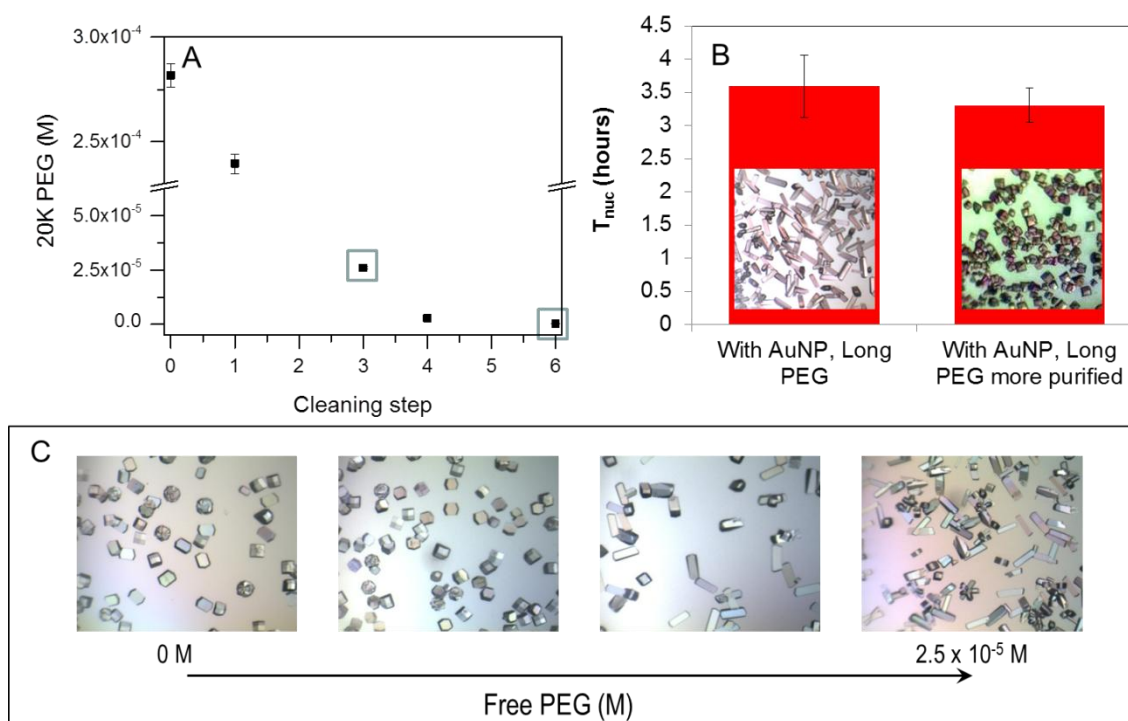 A
3.0x10⁻⁴
2.5x10⁻⁴
5.0x10⁻⁵
2.5x10⁻⁵
0.0
20K PEG (M)
0 1 2 3 4 5 6
Cleaning step
B
4.5
4
3.5
3
2.5
2
1.5
1
0.5
0
Tnuc (hours)
With AuNP, Long
PEG
With AuNP, Long
PEG more purified
C
0 M
2.5 x 10⁻⁵ M
Free PEG (M)